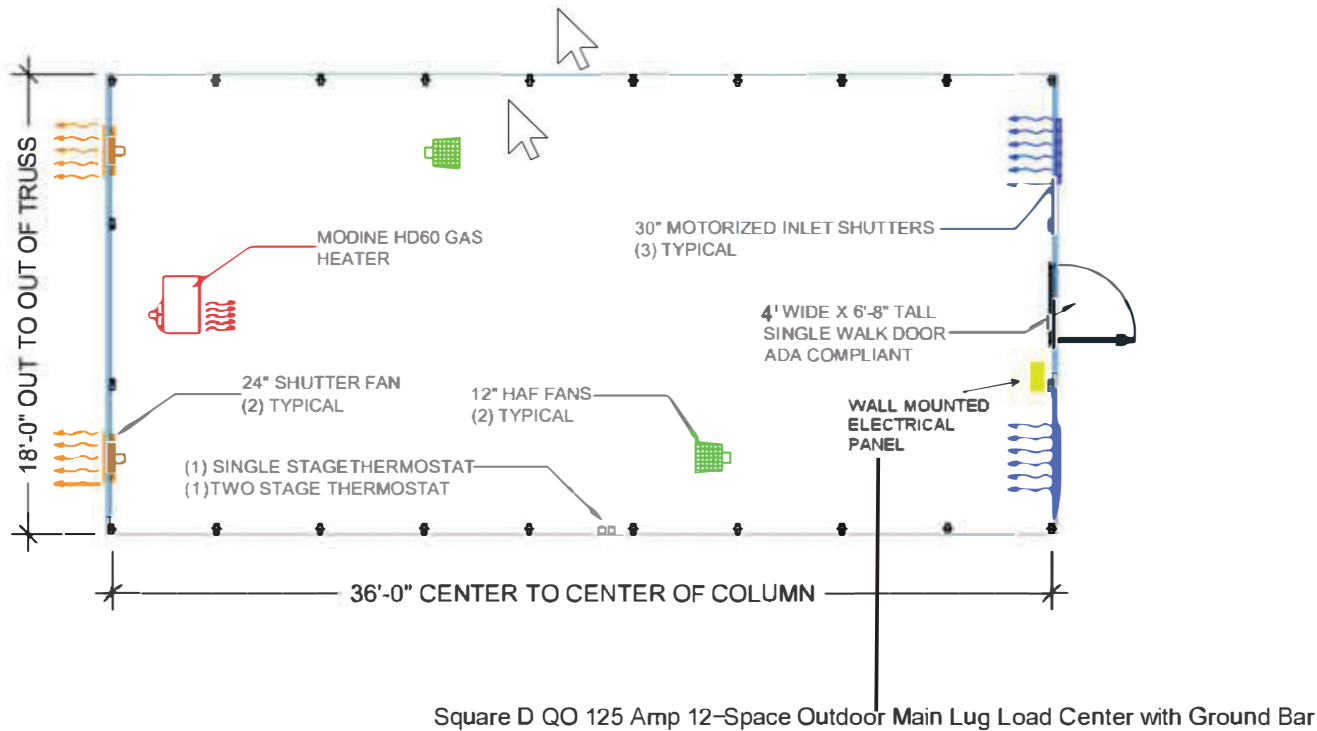 18'-0" OUT TO OUT OF TRUSS
MODINE HD60 GAS
HEATER
30" MOTORIZED INLET SHUTTERS
(3) TYPICAL
4' WIDE X 6'-8" TALL
SINGLE WALK DOOR
ADA COMPLIANT
24" SHUTTER FAN
(2) TYPICAL
12" HAF FANS
(2) TYPICAL
WALL MOUNTED
ELECTRICAL
PANEL
(1) SINGLE STAGETHERMOSTAT
(1)TWO STAGE THERMOSTAT
36'-0" CENTER TO CENTER OF COLUMN
Square D QO 125 Amp 12-Space Outdoor Main Lug Load Center with Ground Bar